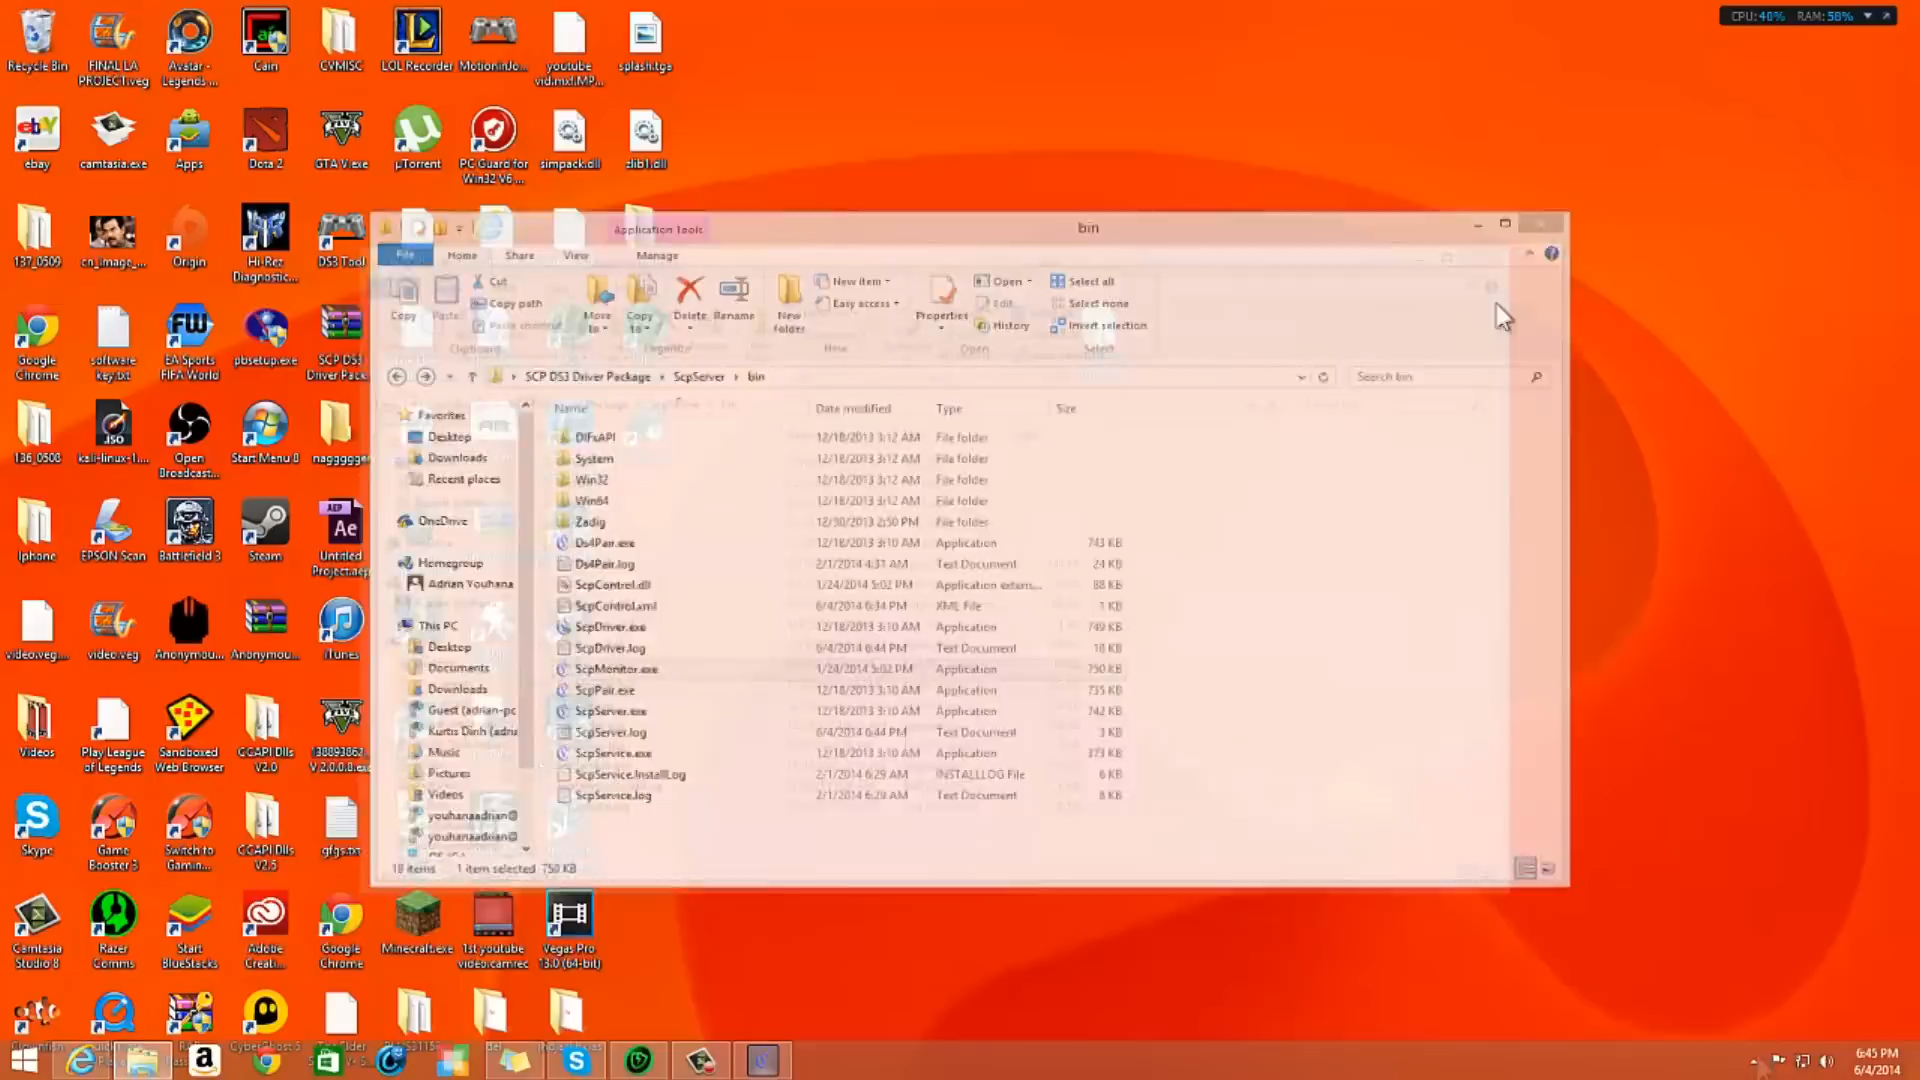 CPU: 40% RAM: 58%
Recycle Bin
FINAL LA
PROJECT.veg
Avatar -
Legends ...
Cain
CVMISC
LOL Recorder
MotioninJo...
youtube
vid.mxf.MP...
splash.tga
ebay
camtasia.exe
Apps
Dota 2
GTA V.exe
µTorrent
PC Guard for
Win32 V6 ...
simpack.dll
zlib1.dll
137_0509
cn_image_...
Origin
Hi-Rez
Diagnostic...
DS3 Tool
Google
Chrome
software
key.txt
EA Sports
FIFA World
pbsetup.exe
SCP DS3
Driver Pack...
136_0508
kali-linux-1....
Open
Broadcast...
Start Menu 8
naggggger
Iphone
EPSON Scan
Battlefield 3
Steam
Untitled
Project.aep
video.veg....
video.veg
Anonymou...
Anonymou...
iTunes
Videos
Play League
of Legends
Sandboxed
Web Browser
CCAPI Dlls
V2.0
V.2.0.0.8.exe
Skype
Game
Booster 3
Switch to
Gamin...
CCAPI Dlls
V2.5
gfgs.txt
Camtasia
Studio 8
Razer
Comms
Start
BlueStacks
Adobe
Creati...
Google
Chrome
Minecraft.exe
1st youtube
video.camrec
Vegas Pro
13.0 (64-bit)
Application Tools
bin
File
Home
Share
View
Manage
Copy
Paste
Cut
Copy path
Paste shortcut
Move
to
Copy
to
Delete
Rename
New
folder
New item
Easy access
Properties
Open
Edit
History
Select all
Select none
Invert selection
Clipboard
Organize
New
Open
Select
SCP DS3 Driver Package
ScpServer
bin
Search bin
Favorites
Desktop
Downloads
Recent places
OneDrive
Homegroup
Adrian Youhana
This PC
Desktop
Documents
Downloads
Guest (adrian-pc
Kurtis Dinh (adria
Music
Pictures
Videos
youhanaadrian@
youhanaadrian@
Name Date modified Type Size
DIFxAPI 12/18/2013 3:12 AM File folder
System 12/18/2013 3:12 AM File folder
Win32 12/18/2013 3:12 AM File folder
Win64 12/18/2013 3:12 AM File folder
Zadig 12/30/2013 2:50 PM File folder
Ds4Pair.exe 12/18/2013 3:10 AM Application 743 KB
Ds4Pair.log 2/1/2014 4:31 AM Text Document 24 KB
ScpControl.dll 1/24/2014 5:02 PM Application extens... 88 KB
ScpControl.xml 6/4/2014 6:34 PM XML File 1 KB
ScpDriver.exe 12/18/2013 3:10 AM Application 749 KB
ScpDriver.log 6/4/2014 6:44 PM Text Document 18 KB
ScpMonitor.exe 1/24/2014 5:02 PM Application 750 KB
ScpPair.exe 12/18/2013 3:10 AM Application 735 KB
ScpServer.exe 12/18/2013 3:10 AM Application 742 KB
ScpServer.log 6/4/2014 6:44 PM Text Document 3 KB
ScpService.exe 12/18/2013 3:10 AM Application 373 KB
ScpService.InstallLog 2/1/2014 6:29 AM INSTALLLOG File 6 KB
ScpService.log 2/1/2014 6:29 AM Text Document 8 KB
18 items 1 item selected 750 KB
6:45 PM
6/4/2014